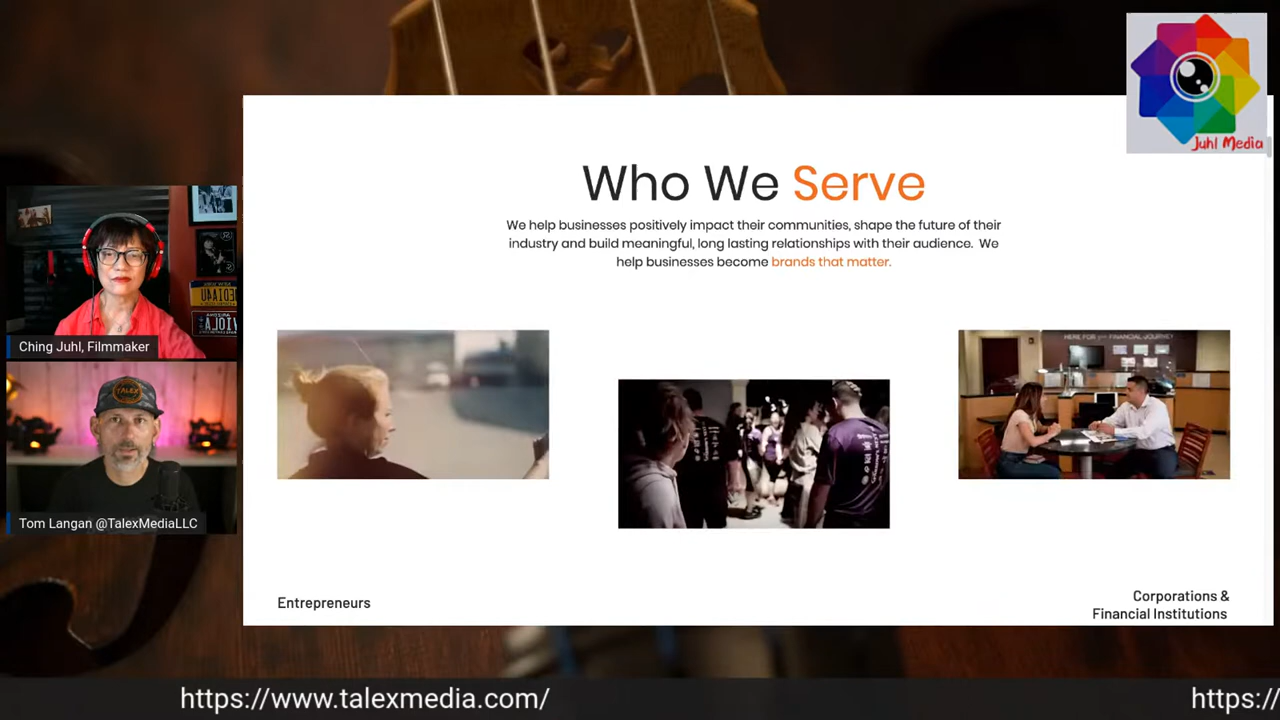 Juhl Media
Who We Serve
We help businesses positively impact their communities, shape the future of their
industry and build meaningful, long lasting relationships with their audience. We
help businesses become brands that matter.
HERE FOR YOUR FINANCIAL JOURNEY
Ching Juhl, Filmmaker
TALEX
Tom Langan @TalexMediaLLC
Entrepreneurs
Corporations &
Financial Institutions
https://www.talexmedia.com/
https://